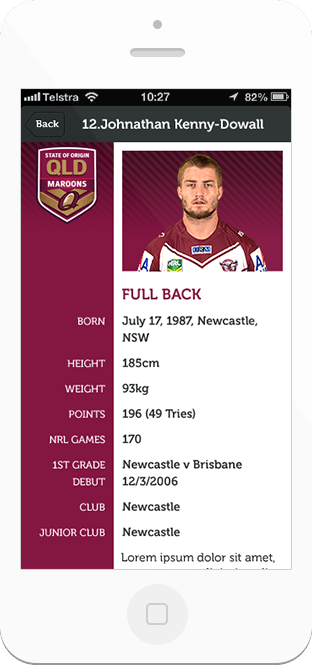 Telstra 10:27 82%
Back 12.Johnathan Kenny-Dowall
STATE OF ORIGIN
QLD
MAROONS
FULL BACK
BORN July 17, 1987, Newcastle,
NSW
HEIGHT 185cm
WEIGHT 93kg
POINTS 196 (49 Tries)
NRL GAMES 170
1ST GRADE Newcastle v Brisbane
DEBUT 12/3/2006
CLUB Newcastle
JUNIOR CLUB Newcastle
Lorem ipsum dolor sit amet,